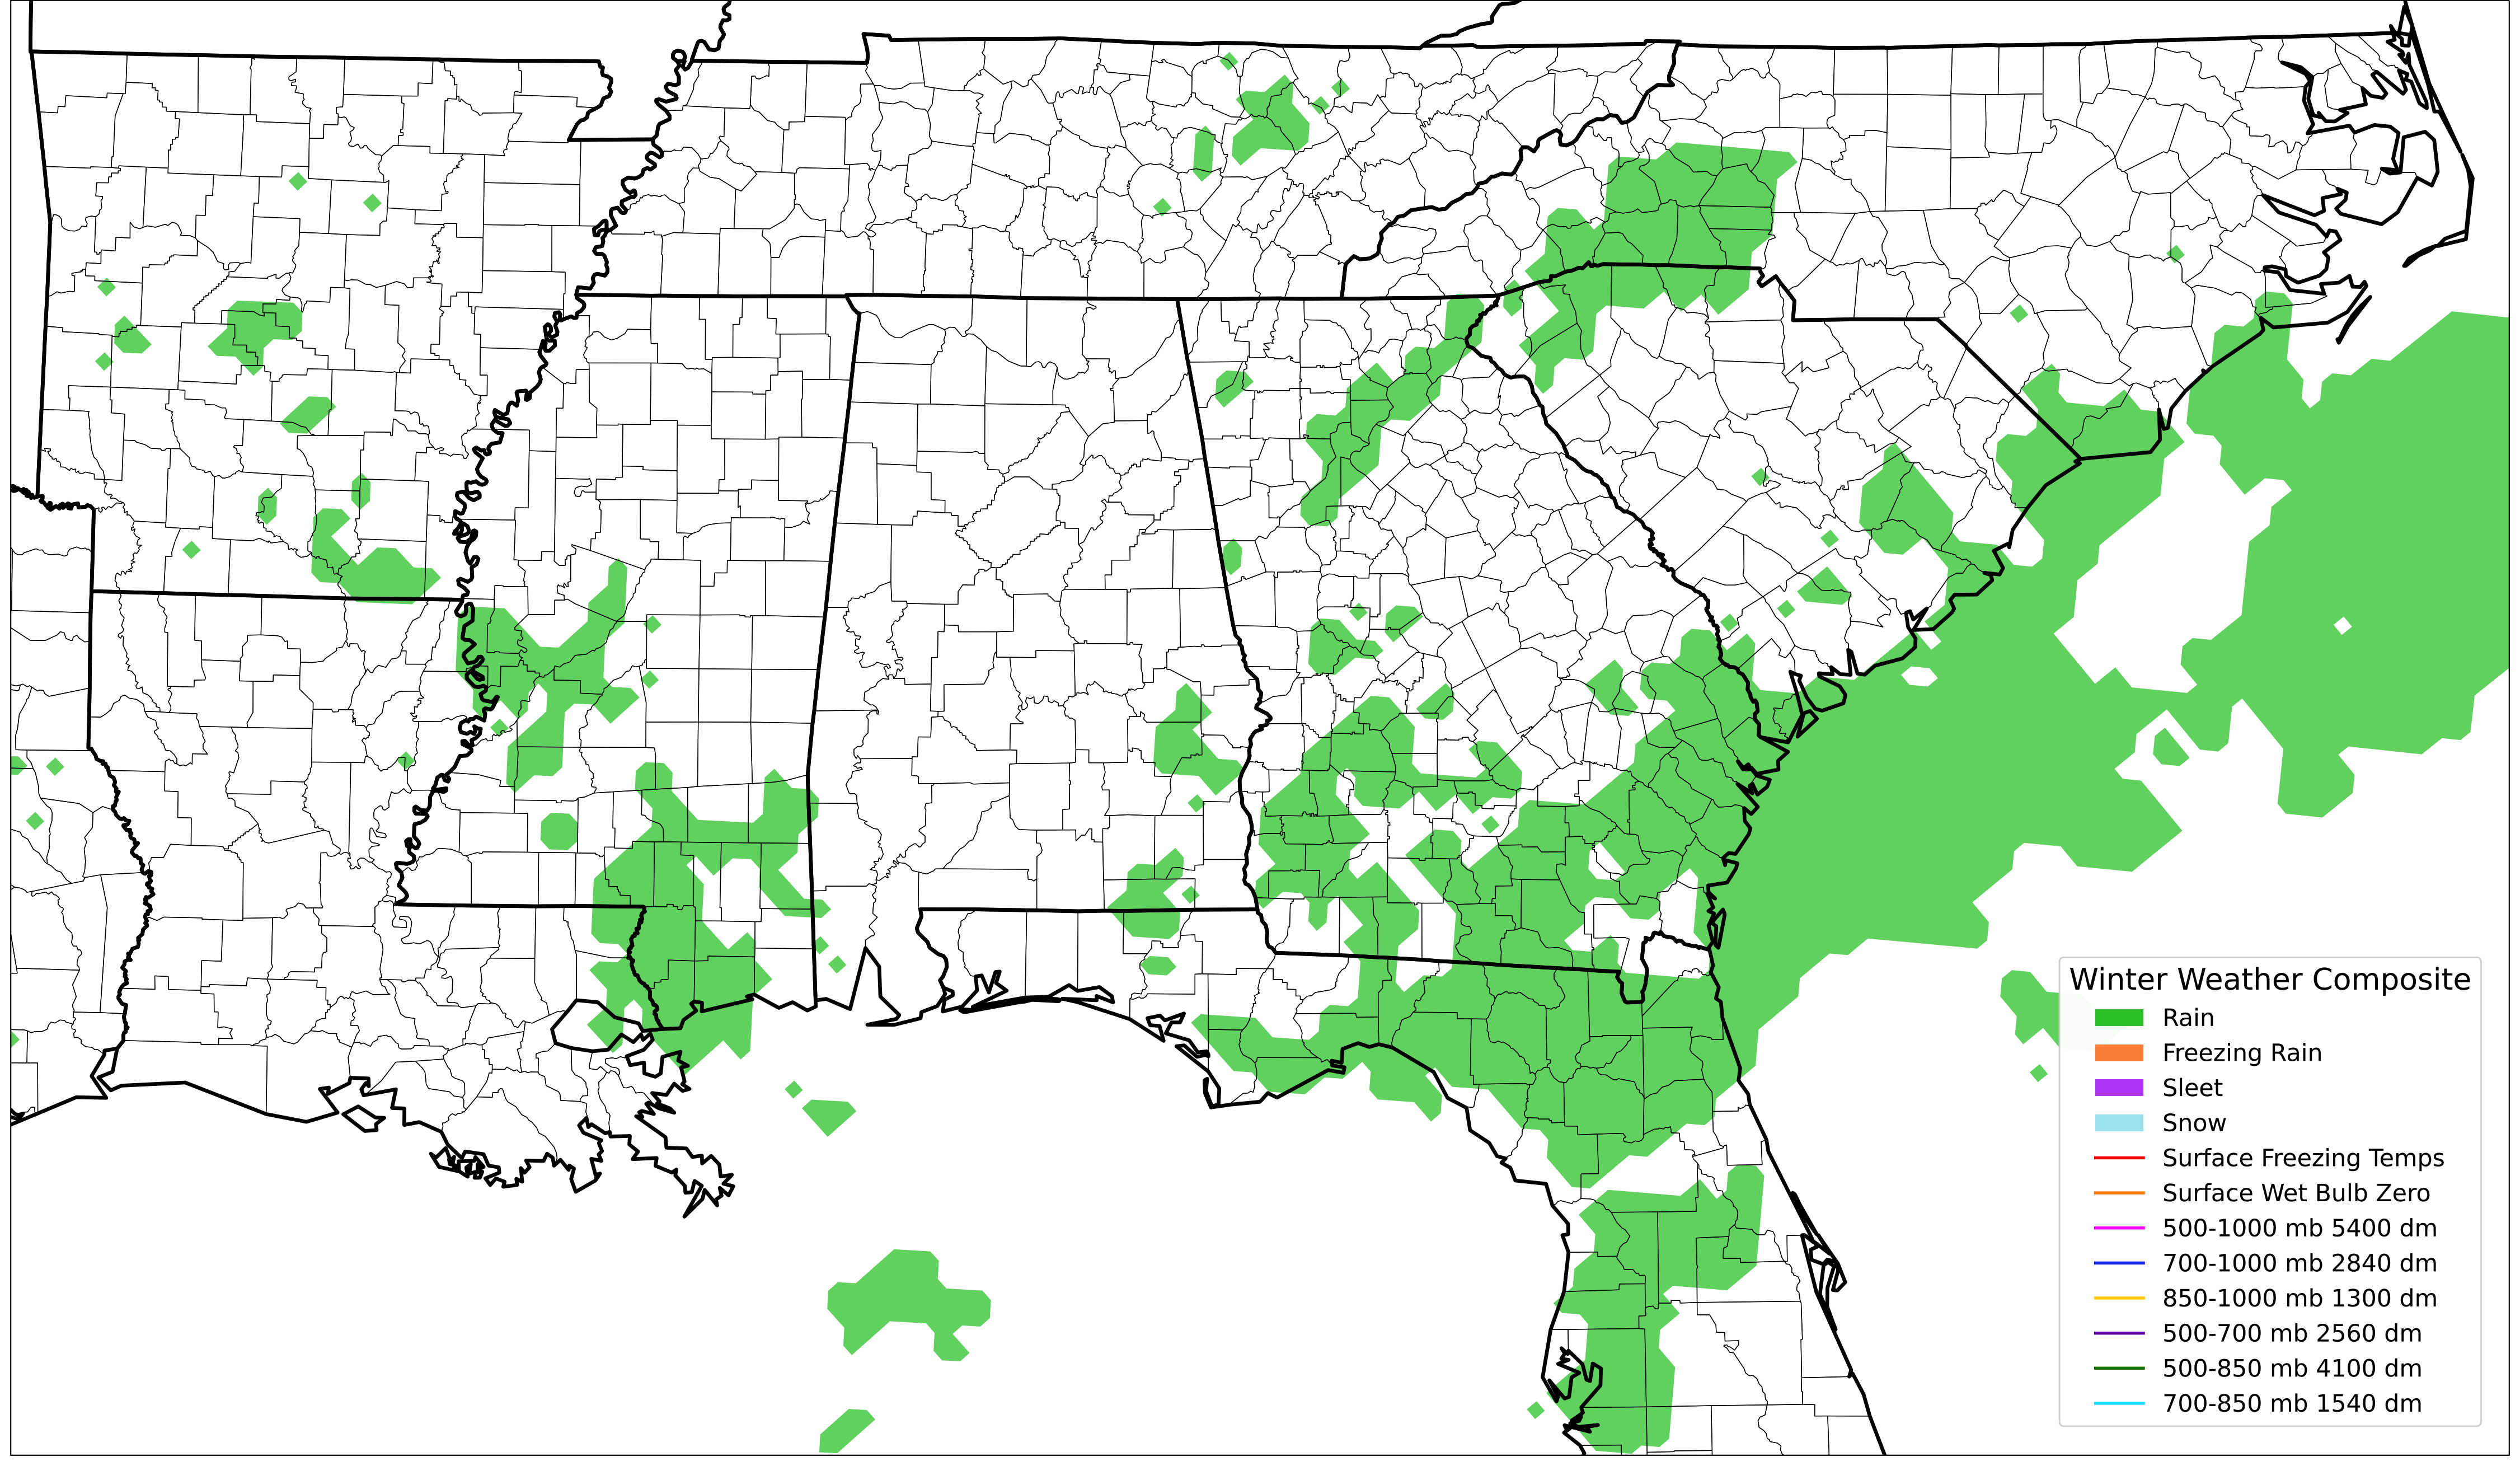 Winter Weather Composite
Rain
Freezing Rain
Sleet
Snow
Surface Freezing Temps
Surface Wet Bulb Zero
500-1000 mb 5400 dm
700-1000 mb 2840 dm
850-1000 mb 1300 dm
500-700 mb 2560 dm
500-850 mb 4100 dm
700-850 mb 1540 dm